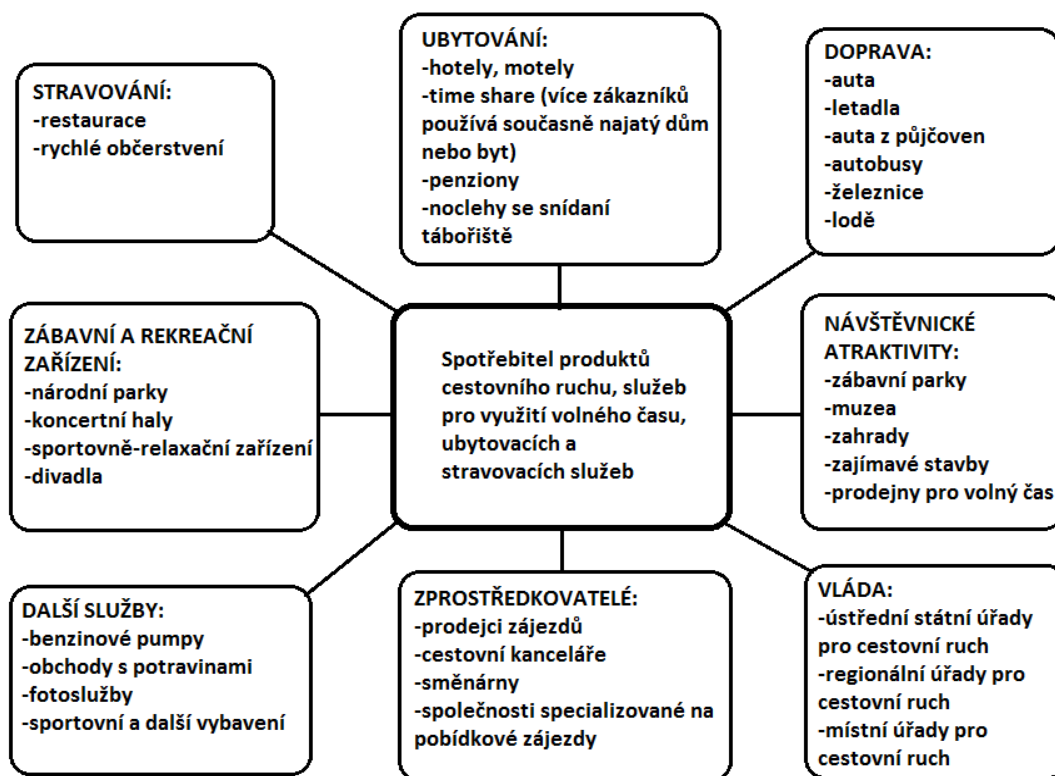 STRAVOVÁNÍ:
-restaurace
-rychlé občerstvení
UBYTOVÁNÍ:
-hotely, motely
-time share (více zákazníků
používá současně najatý dům
nebo byt)
-penziony
-noclehy se snídaní
tábořiště
DOPRAVA:
-auta
-letadla
-auta z půjčoven
-autobusy
-železnice
-lodě
ZÁBAVNÍ A REKREAČNÍ
ZAŘÍZENÍ:
-národní parky
-koncertní haly
-sportovně-relaxační zařízení
-divadla
Spotřebitel produktů
cestovního ruchu, služeb
pro využití volného času,
ubytovacích a
stravovacích služeb
NÁVŠTĚVNICKÉ
ATRAKTIVITY:
-zábavní parky
-muzea
-zahrady
-zajímavé stavby
-prodejny pro volný čas
DALŠÍ SLUŽBY:
-benzinové pumpy
-obchody s potravinami
-fotoslužby
-sportovní a další vybavení
ZPROSTŘEDKOVATELÉ:
-prodejci zájezdů
-cestovní kanceláře
-směnárny
-společnosti specializované na
pobídkové zájezdy
VLÁDA:
-ústřední státní úřady
pro cestovní ruch
-regionální úřady pro
cestovní ruch
-místní úřady pro
cestovní ruch